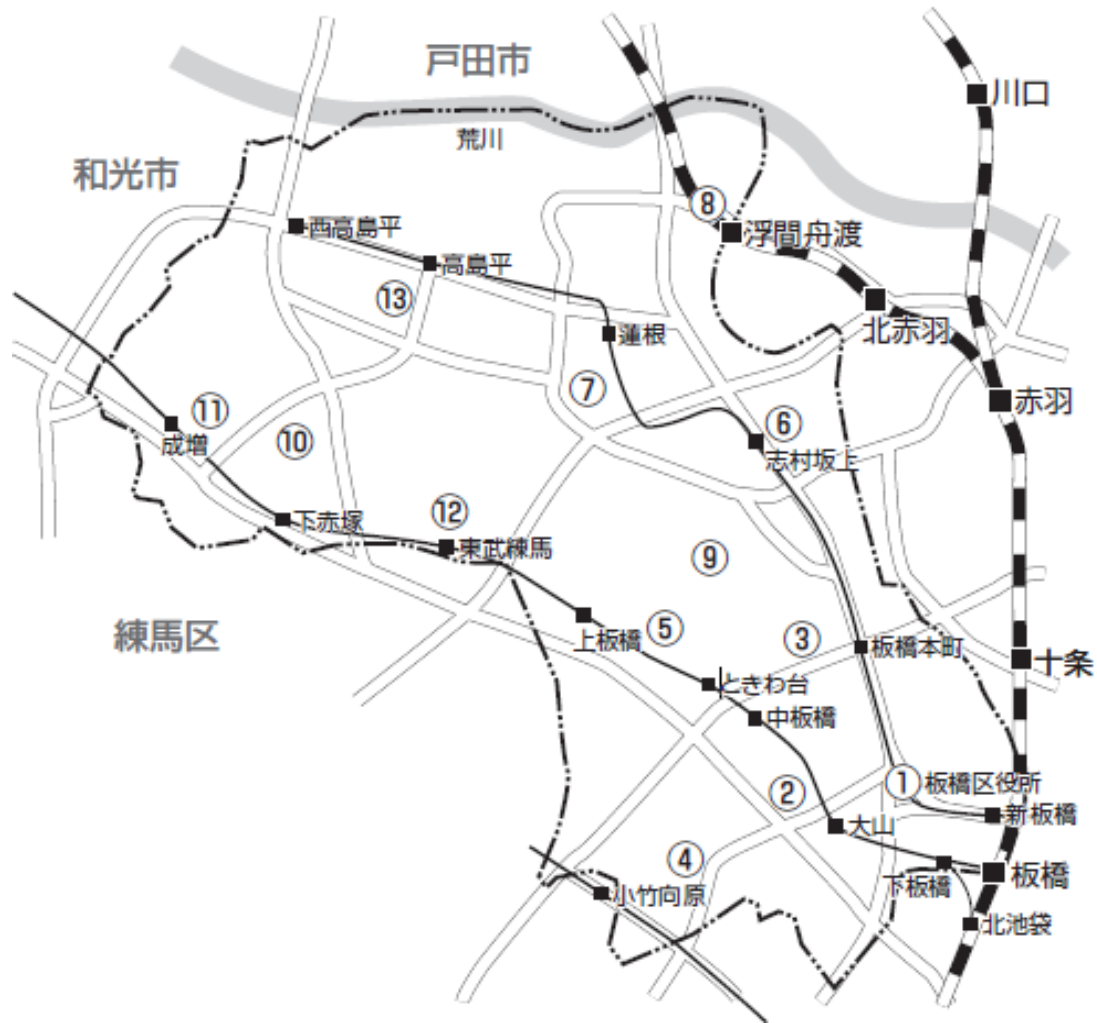 戸田市
川口
荒川
和光市
⑧
西高島平
浮間舟渡
高島平
⑬
北赤羽
蓮根
⑦
赤羽
⑪
⑥
成増
⑩
志村坂上
⑫
下赤塚
東武練馬
⑨
練馬区
⑤
③
上板橋
板橋本町
十条
ときわ台
中板橋
②
①
板橋区役所
新板橋
大山
④
下板橋
板橋
小竹向原
北池袋